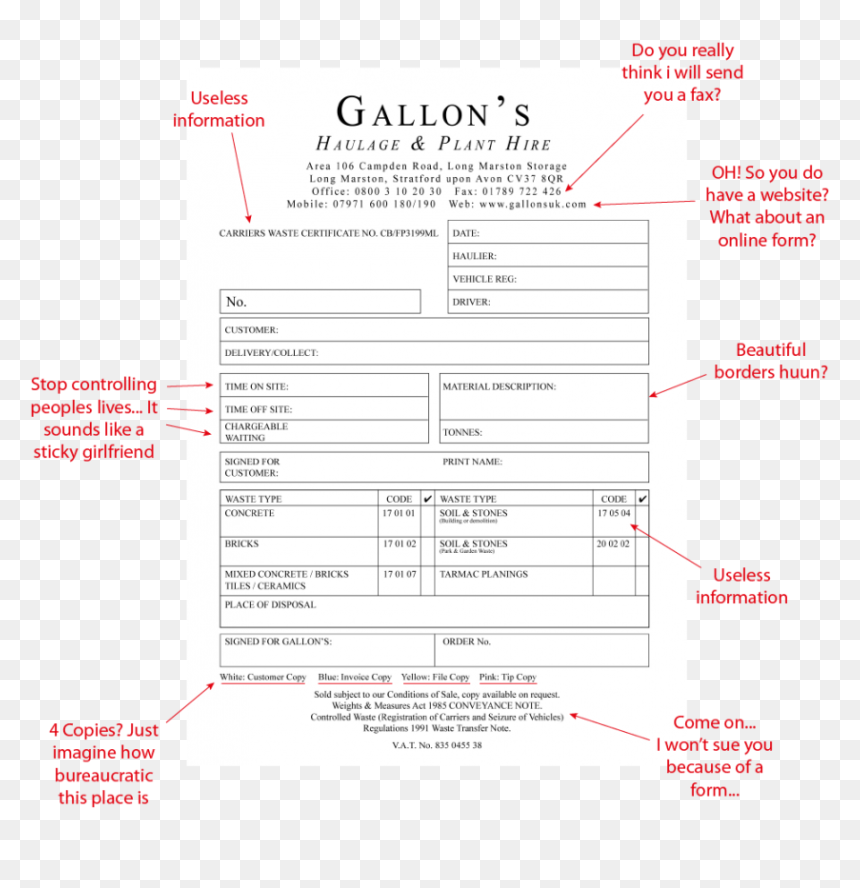 Do you really
think i will send
you a fax?
Useless
information
GALLON'S
HAULAGE & PLANT HIRE
Area 106 Campden Road, Long Marston Storage
Long Marston, Stratford upon Avon CV37 8QR
Office: 0800 3 10 20 30 Fax: 01789 722 426
Mobile: 07971 600 180/190 Web: www.gallonsuk.com
OH! So you do
have a website?
What about an
online form?
CARRIERS WASTE CERTIFICATE NO. CB/FP3199ML
DATE:
HAULIER:
VEHICLE REG:
No.
DRIVER:
CUSTOMER:
DELIVERY/COLLECT:
Beautiful
borders huun?
Stop controlling
peoples lives... It
sounds like a
sticky girlfriend
TIME ON SITE:
TIME OFF SITE:
CHARGEABLE
WAITING
MATERIAL DESCRIPTION:
TONNES:
SIGNED FOR
CUSTOMER:
PRINT NAME:
WASTE TYPE CODE ✔ WASTE TYPE CODE ✔
CONCRETE 17 01 01 SOIL & STONES 17 05 04
(Building or demolition)
BRICKS 17 01 02 SOIL & STONES 20 02 02
(Park & Garden Waste)
MIXED CONCRETE / BRICKS 17 01 07 TARMAC PLANINGS
TILES / CERAMICS
PLACE OF DISPOSAL
Useless
information
SIGNED FOR GALLON'S:
ORDER No.
White: Customer Copy Blue: Invoice Copy Yellow: File Copy Pink: Tip Copy
Sold subject to our Conditions of Sale, copy available on request.
Weights & Measures Act 1985 CONVEYANCE NOTE.
Controlled Waste (Registration of Carriers and Seizure of Vehicles)
Regulations 1991 Waste Transfer Note.
V.A.T. No. 835 0455 38
4 Copies? Just
imagine how
bureaucratic
this place is
Come on...
I won't sue you
because of a
form...